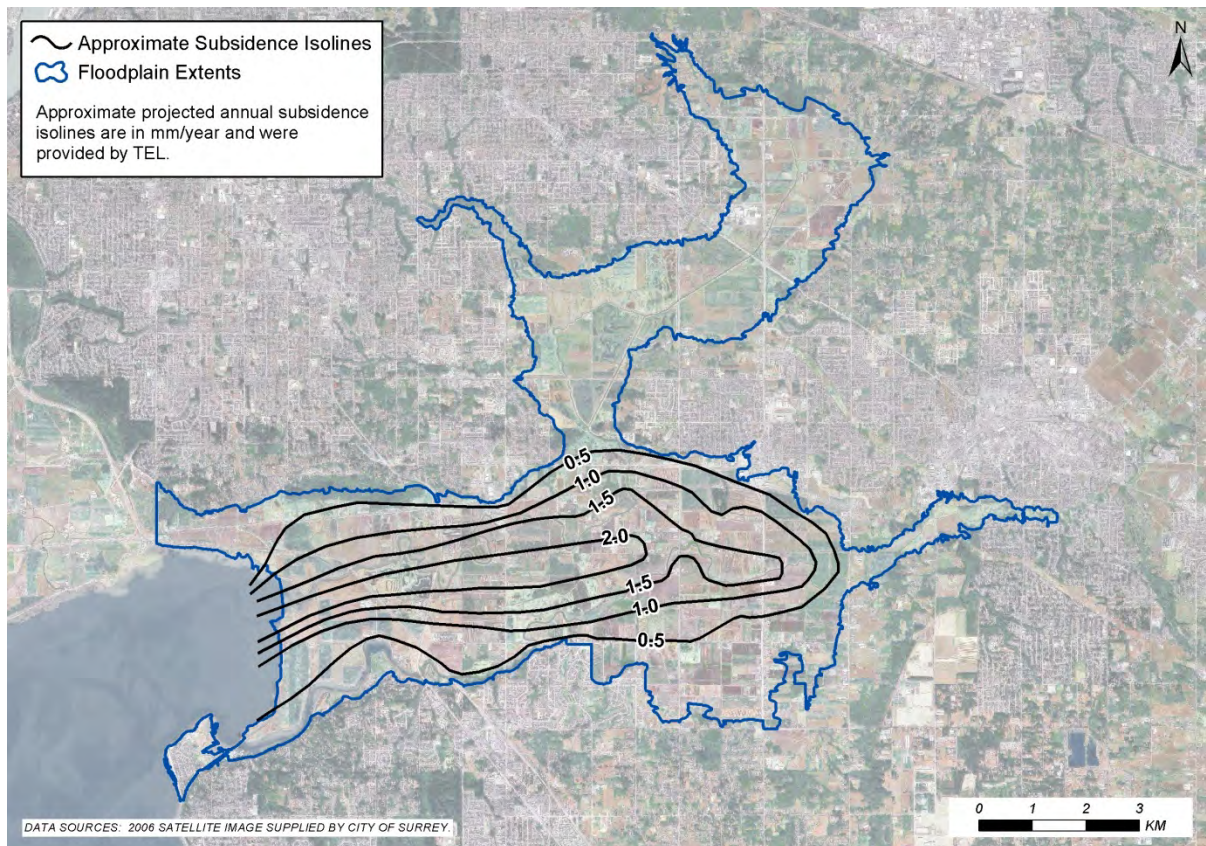 Approximate Subsidence Isolines
Floodplain Extents
Approximate projected annual subsidence
isolines are in mm/year and were
provided by TEL.
N
0.5
1.0
1.5
2.0
1.5
1.0
0.5
0 1 2 3
KM
DATA SOURCES: 2006 SATELLITE IMAGE SUPPLIED BY CITY OF SURREY.